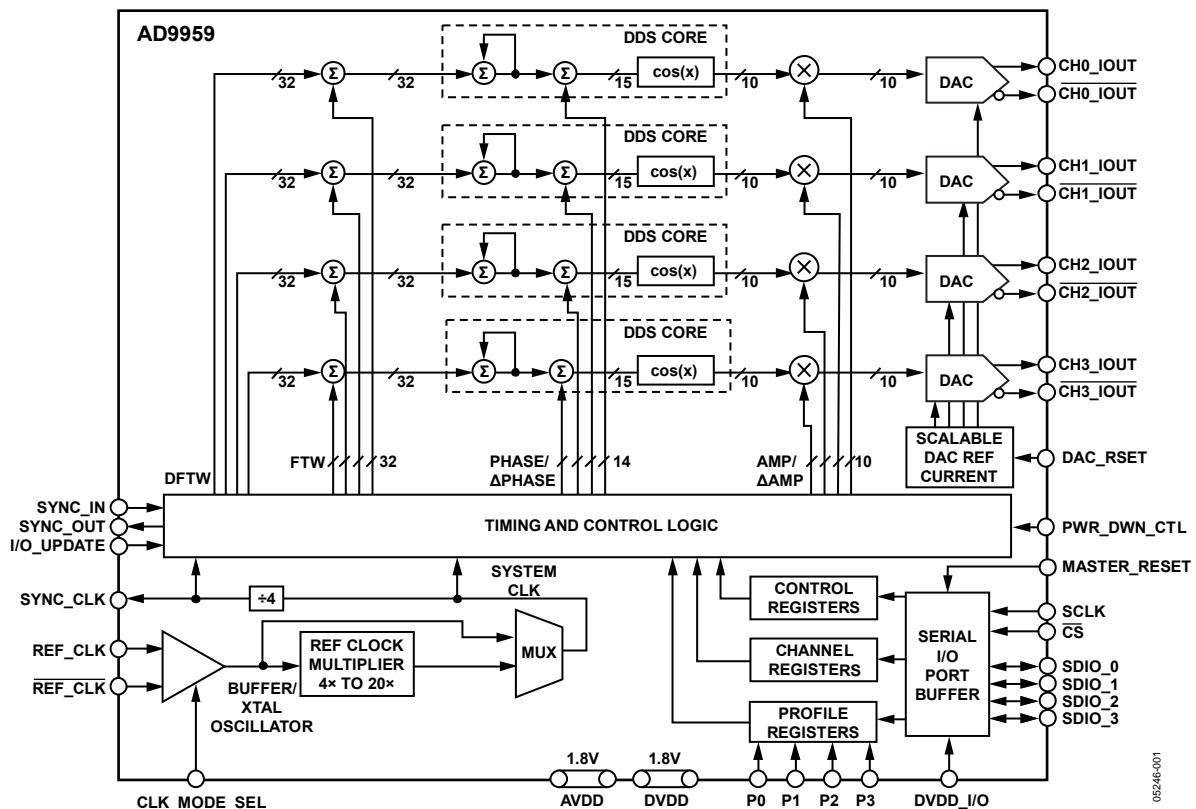 AD9959
DDS CORE
32
Σ
32
Σ
Σ
15
cos(x)
10
×
10
DAC
CH0_IOUT
CH0_IOUT
DDS CORE
32
Σ
32
Σ
Σ
15
cos(x)
10
×
10
DAC
CH1_IOUT
CH1_IOUT
DDS CORE
32
Σ
32
Σ
Σ
15
cos(x)
10
×
10
DAC
CH2_IOUT
CH2_IOUT
DDS CORE
32
Σ
32
Σ
Σ
15
cos(x)
10
×
10
DAC
CH3_IOUT
CH3_IOUT
SCALABLE
DAC REF
CURRENT
DAC_RSET
DFTW
FTW
32
PHASE/
ΔPHASE
14
AMP/
ΔAMP
10
SYNC_IN
SYNC_OUT
I/O_UPDATE
TIMING AND CONTROL LOGIC
PWR_DWN_CTL
MASTER_RESET
SYSTEM
CLK
SYNC_CLK
÷4
REF_CLK
REF_CLK
BUFFER/
XTAL
OSCILLATOR
REF CLOCK
MULTIPLIER
4× TO 20×
MUX
CONTROL
REGISTERS
CHANNEL
REGISTERS
PROFILE
REGISTERS
SERIAL
I/O
PORT
BUFFER
SCLK
CS
SDIO_0
SDIO_1
SDIO_2
SDIO_3
CLK_MODE_SEL
1.8V
AVDD
1.8V
DVDD
P0
P1
P2
P3
DVDD_I/O
05246-001